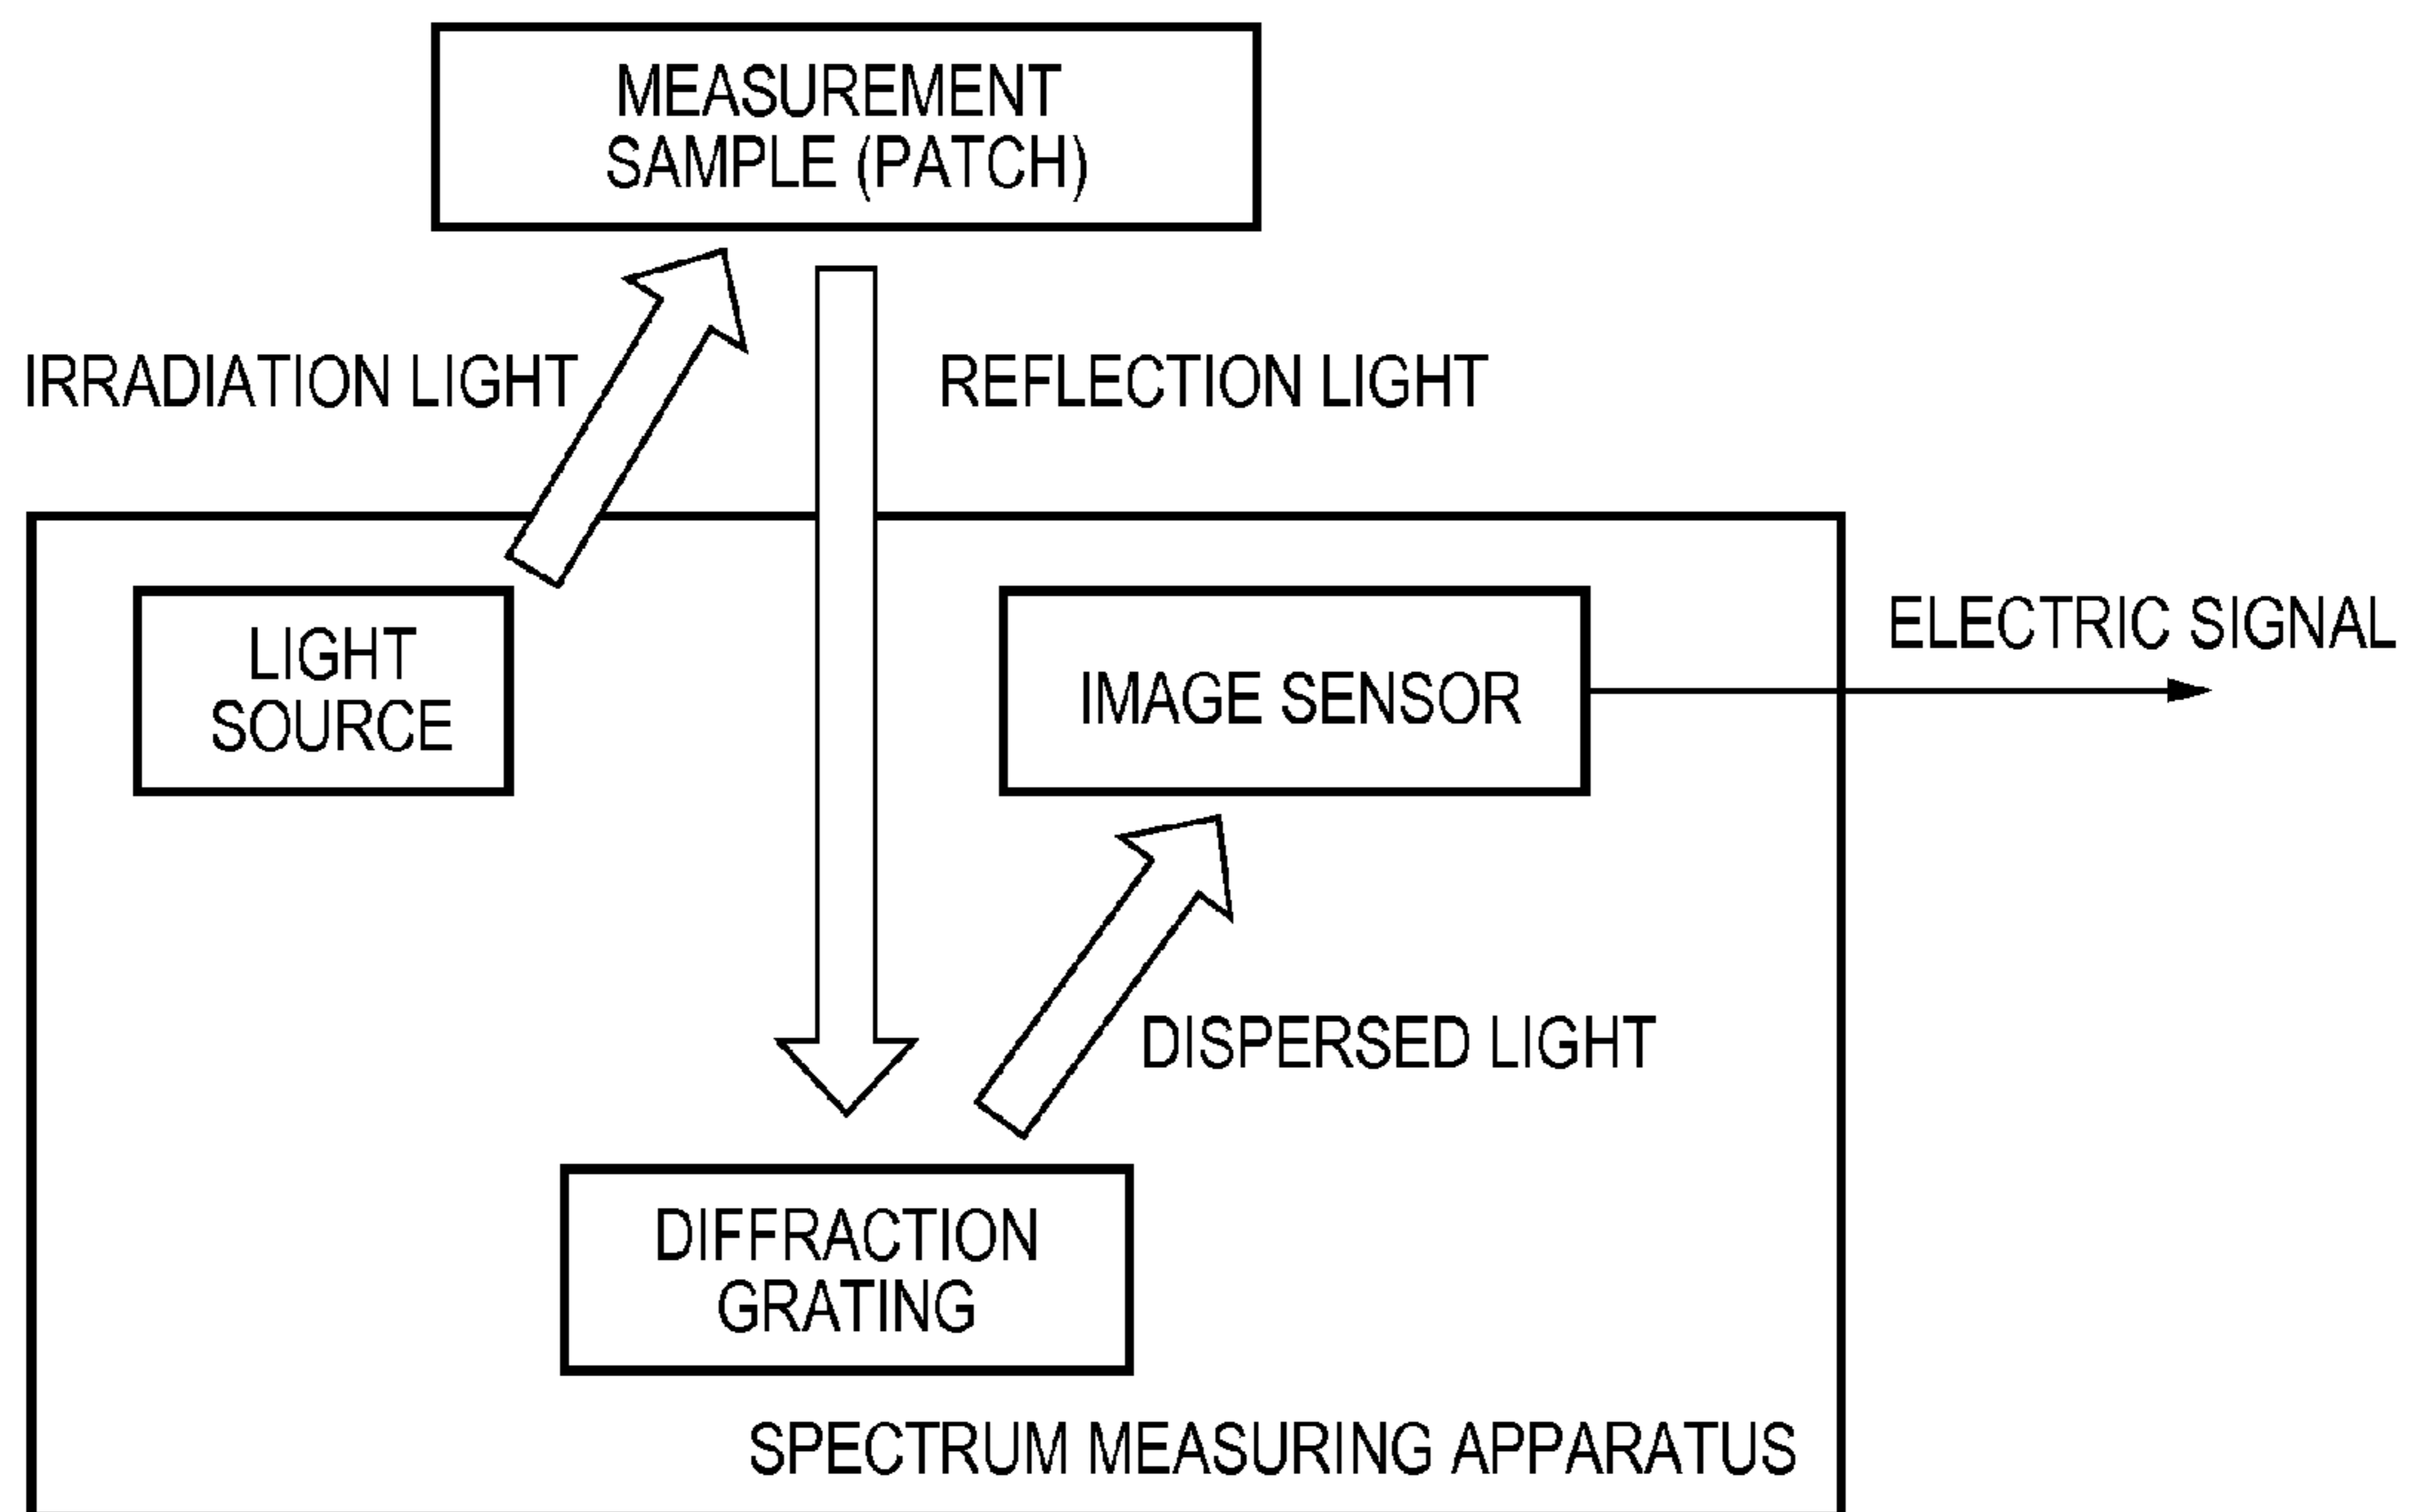 MEASUREMENT
SAMPLE (PATCH)
IRRADIATION LIGHT
REFLECTION LIGHT
LIGHT
SOURCE
IMAGE SENSOR
ELECTRIC SIGNAL
DISPERSED LIGHT
DIFFRACTION
GRATING
SPECTRUM MEASURING APPARATUS